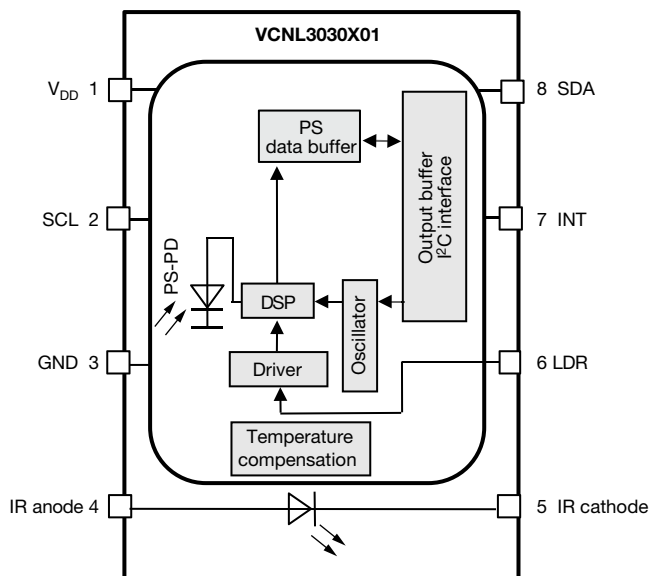 VCNL3030X01
V_DD 1
8 SDA
PS
data buffer
Output buffer
I²C interface
SCL 2
7 INT
PS-PD
DSP
Oscillator
GND 3
Driver
6 LDR
Temperature
compensation
IR anode 4
5 IR cathode